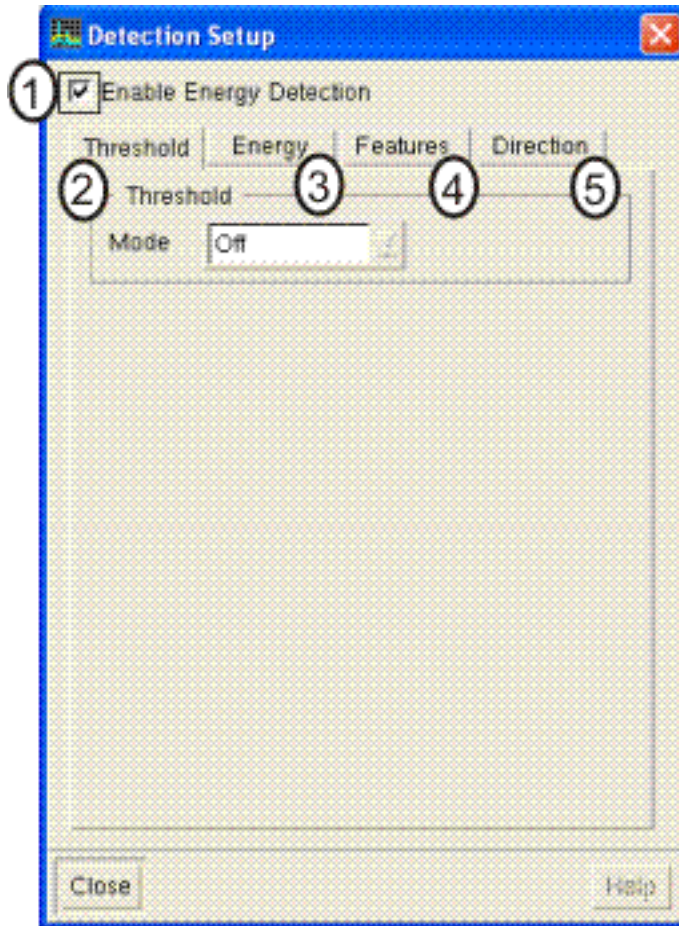 Detection Setup
1 Enable Energy Detection
Threshold Energy Features Direction
2 Threshold 3 4 5
Mode Off
Close Help